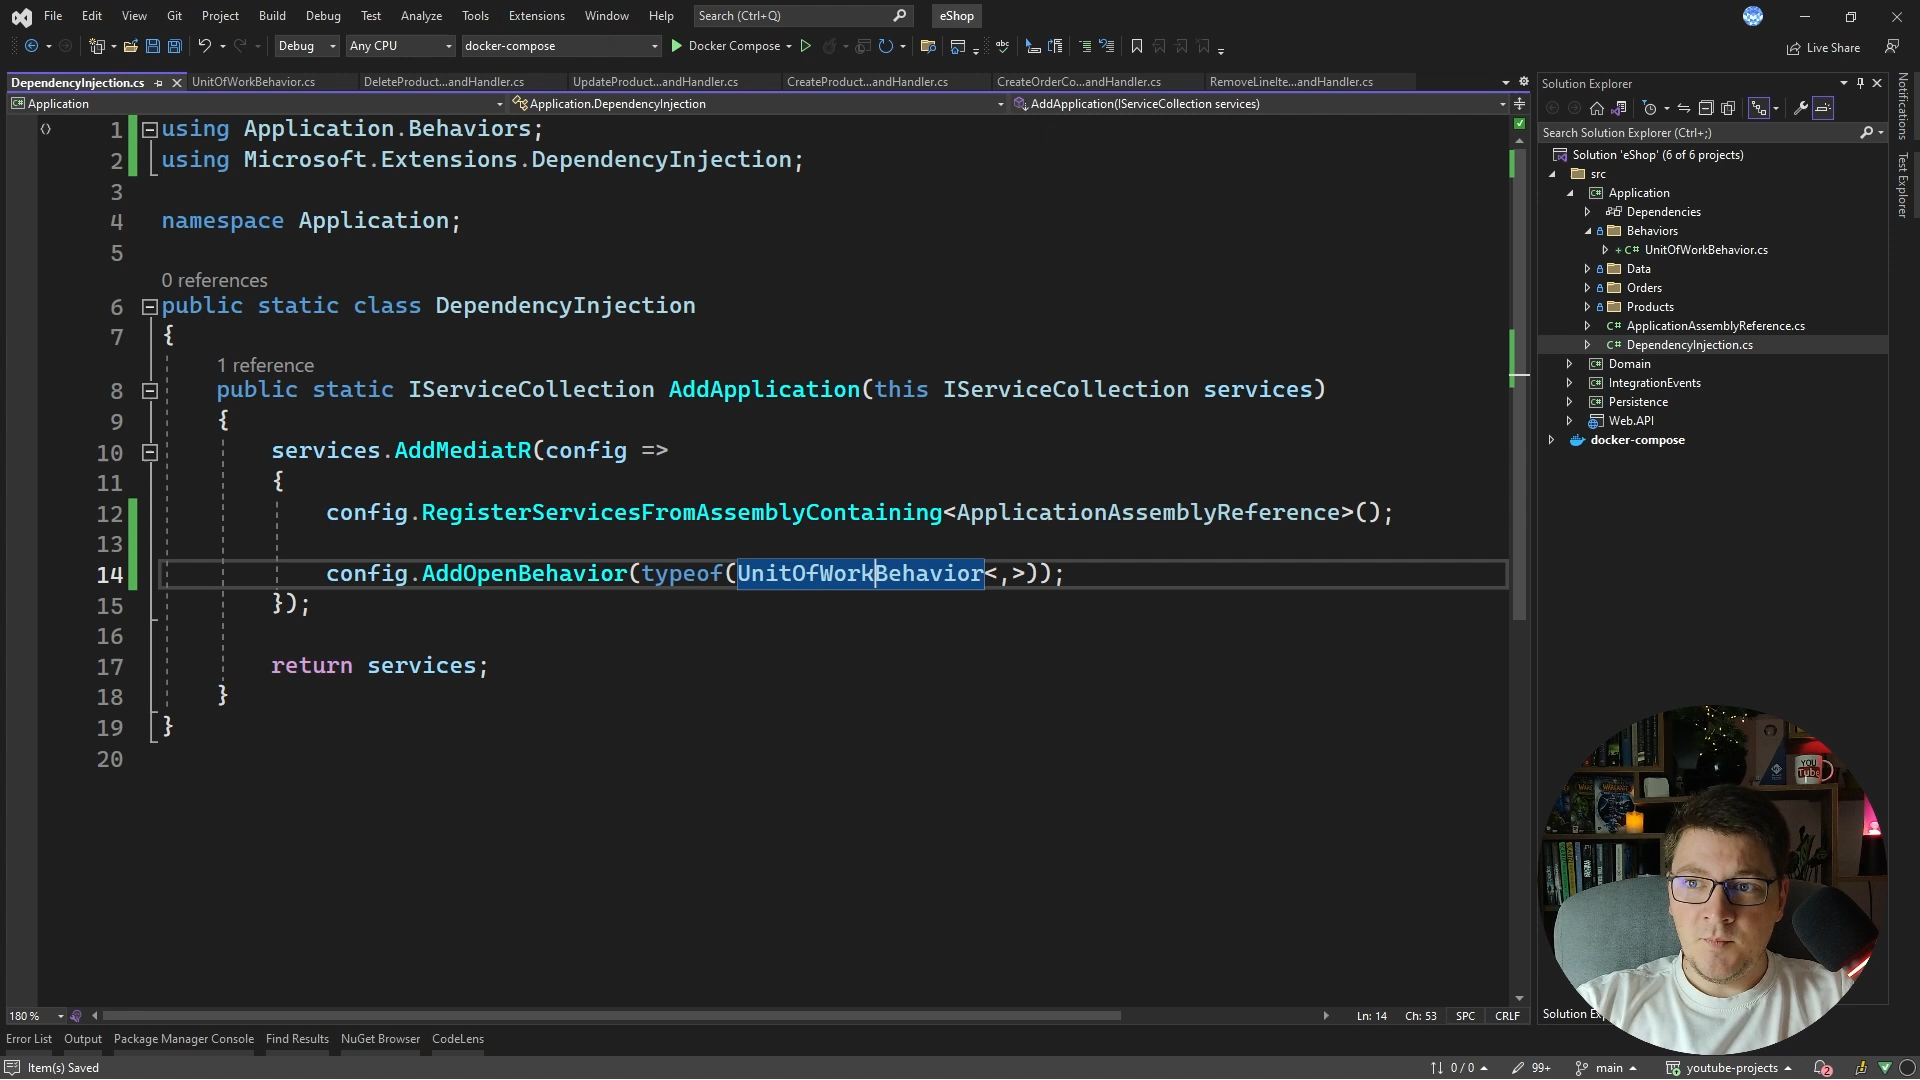 File Edit View Git Project Build Debug Test Analyze Tools Extensions Window Help Search (Ctrl+Q) eShop
Debug Any CPU docker-compose Docker Compose Live Share
DependencyInjection.cs UnitOfWorkBehavior.cs DeleteProduct...andHandler.cs UpdateProduct...andHandler.cs CreateProduct...andHandler.cs CreateOrderCo...andHandler.cs RemoveLineIte...andHandler.cs
Application Application.DependencyInjection AddApplication(IServiceCollection services)
1 using Application.Behaviors;
2 using Microsoft.Extensions.DependencyInjection;
3
4 namespace Application;
5
0 references
6 public static class DependencyInjection
7 {
1 reference
8 public static IServiceCollection AddApplication(this IServiceCollection services)
9 {
10 services.AddMediatR(config =>
11 {
12 config.RegisterServicesFromAssemblyContaining<ApplicationAssemblyReference>();
13
14 config.AddOpenBehavior(typeof(UnitOfWorkBehavior<,>));
15 });
16
17 return services;
18 }
19 }
20
180 % Ln: 14 Ch: 53 SPC CRLF
Error List Output Package Manager Console Find Results NuGet Browser CodeLens
Item(s) Saved 0 / 0 99+ main youtube-projects 2
Solution Explorer
Search Solution Explorer (Ctrl+;)
Solution 'eShop' (6 of 6 projects)
src
Application
Dependencies
Behaviors
UnitOfWorkBehavior.cs
Data
Orders
Products
ApplicationAssemblyReference.cs
DependencyInjection.cs
Domain
IntegrationEvents
Persistence
Web.API
docker-compose
Notifications
Test Explorer
YOU
Tube